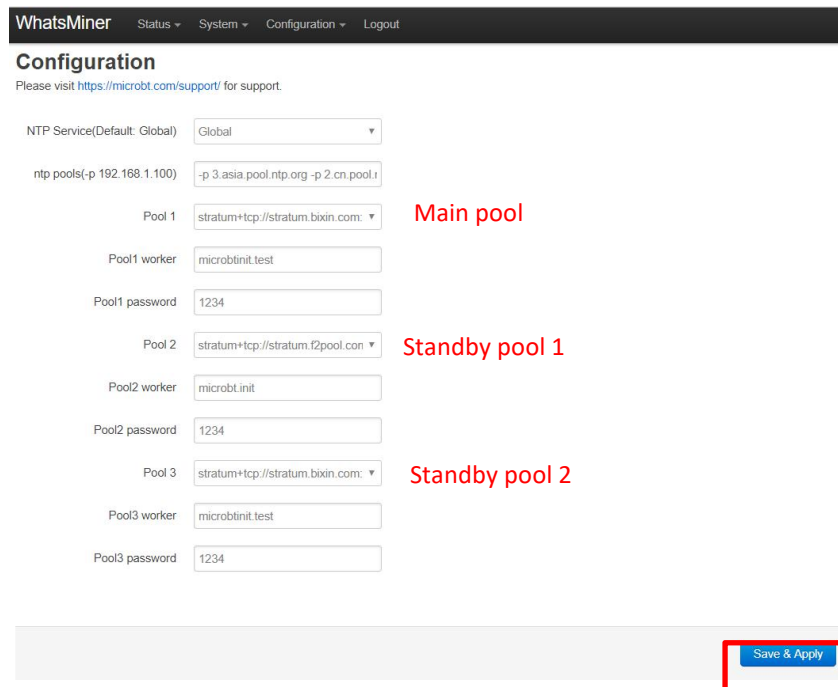 WhatsMiner Status System Configuration Logout
Configuration
Please visit https://microbt.com/support/ for support.
NTP Service(Default: Global) Global
ntp pools(-p 192.168.1.100) -p 3.asia.pool.ntp.org -p 2.cn.pool.r
Pool 1 stratum+tcp://stratum.bixin.com: Main pool
Pool1 worker microbtinit.test
Pool1 password 1234
Pool 2 stratum+tcp://stratum.f2pool.con Standby pool 1
Pool2 worker microbt.init
Pool2 password 1234
Pool 3 stratum+tcp://stratum.bixin.com: Standby pool 2
Pool3 worker microbtinit.test
Pool3 password 1234
Save & Apply